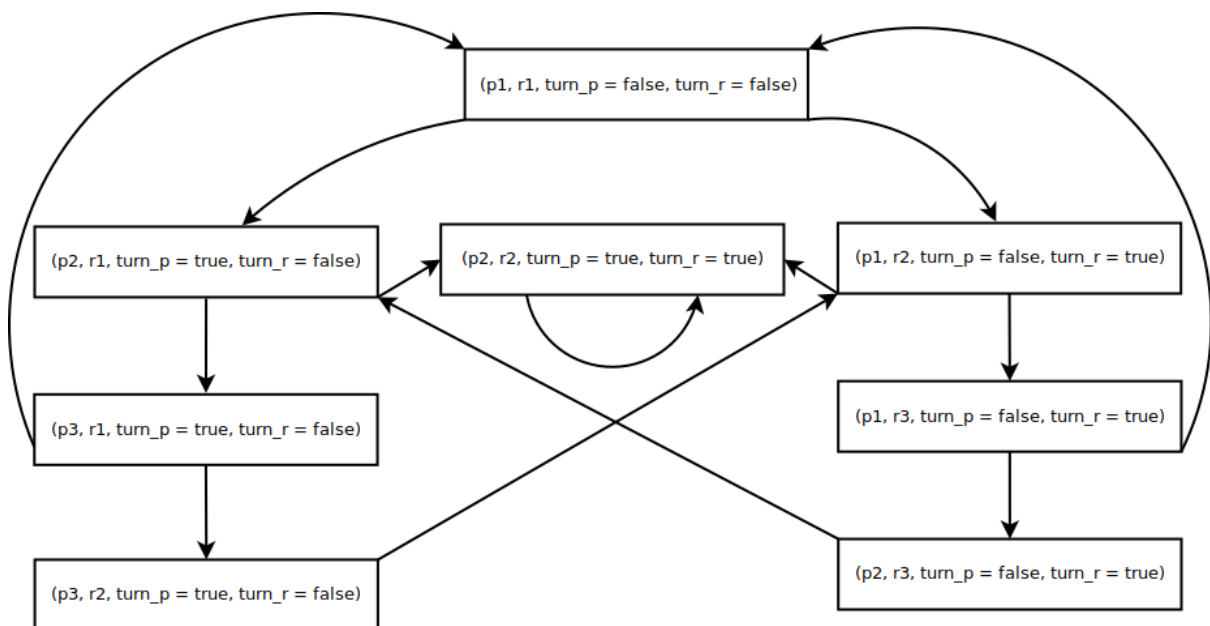 (p1, r1, turn_p = false, turn_r = false)
(p2, r1, turn_p = true, turn_r = false)
(p2, r2, turn_p = true, turn_r = true)
(p1, r2, turn_p = false, turn_r = true)
(p3, r1, turn_p = true, turn_r = false)
(p1, r3, turn_p = false, turn_r = true)
(p3, r2, turn_p = true, turn_r = false)
(p2, r3, turn_p = false, turn_r = true)